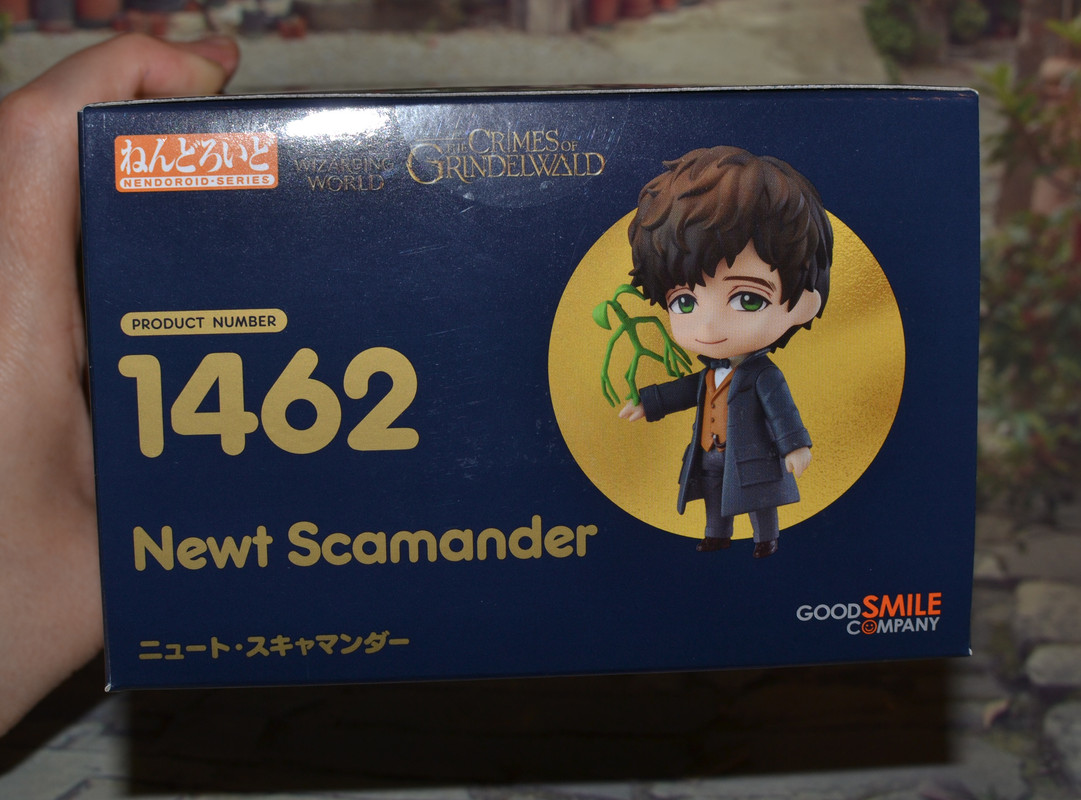 ねんどろいど
NENDOROID-SERIES
WIZARDING
WORLD
THE CRIMES OF
GRINDELWALD
PRODUCT NUMBER
1462
Newt Scamander
ニュート・スキャマンダー
GOOD SMILE
COMPANY